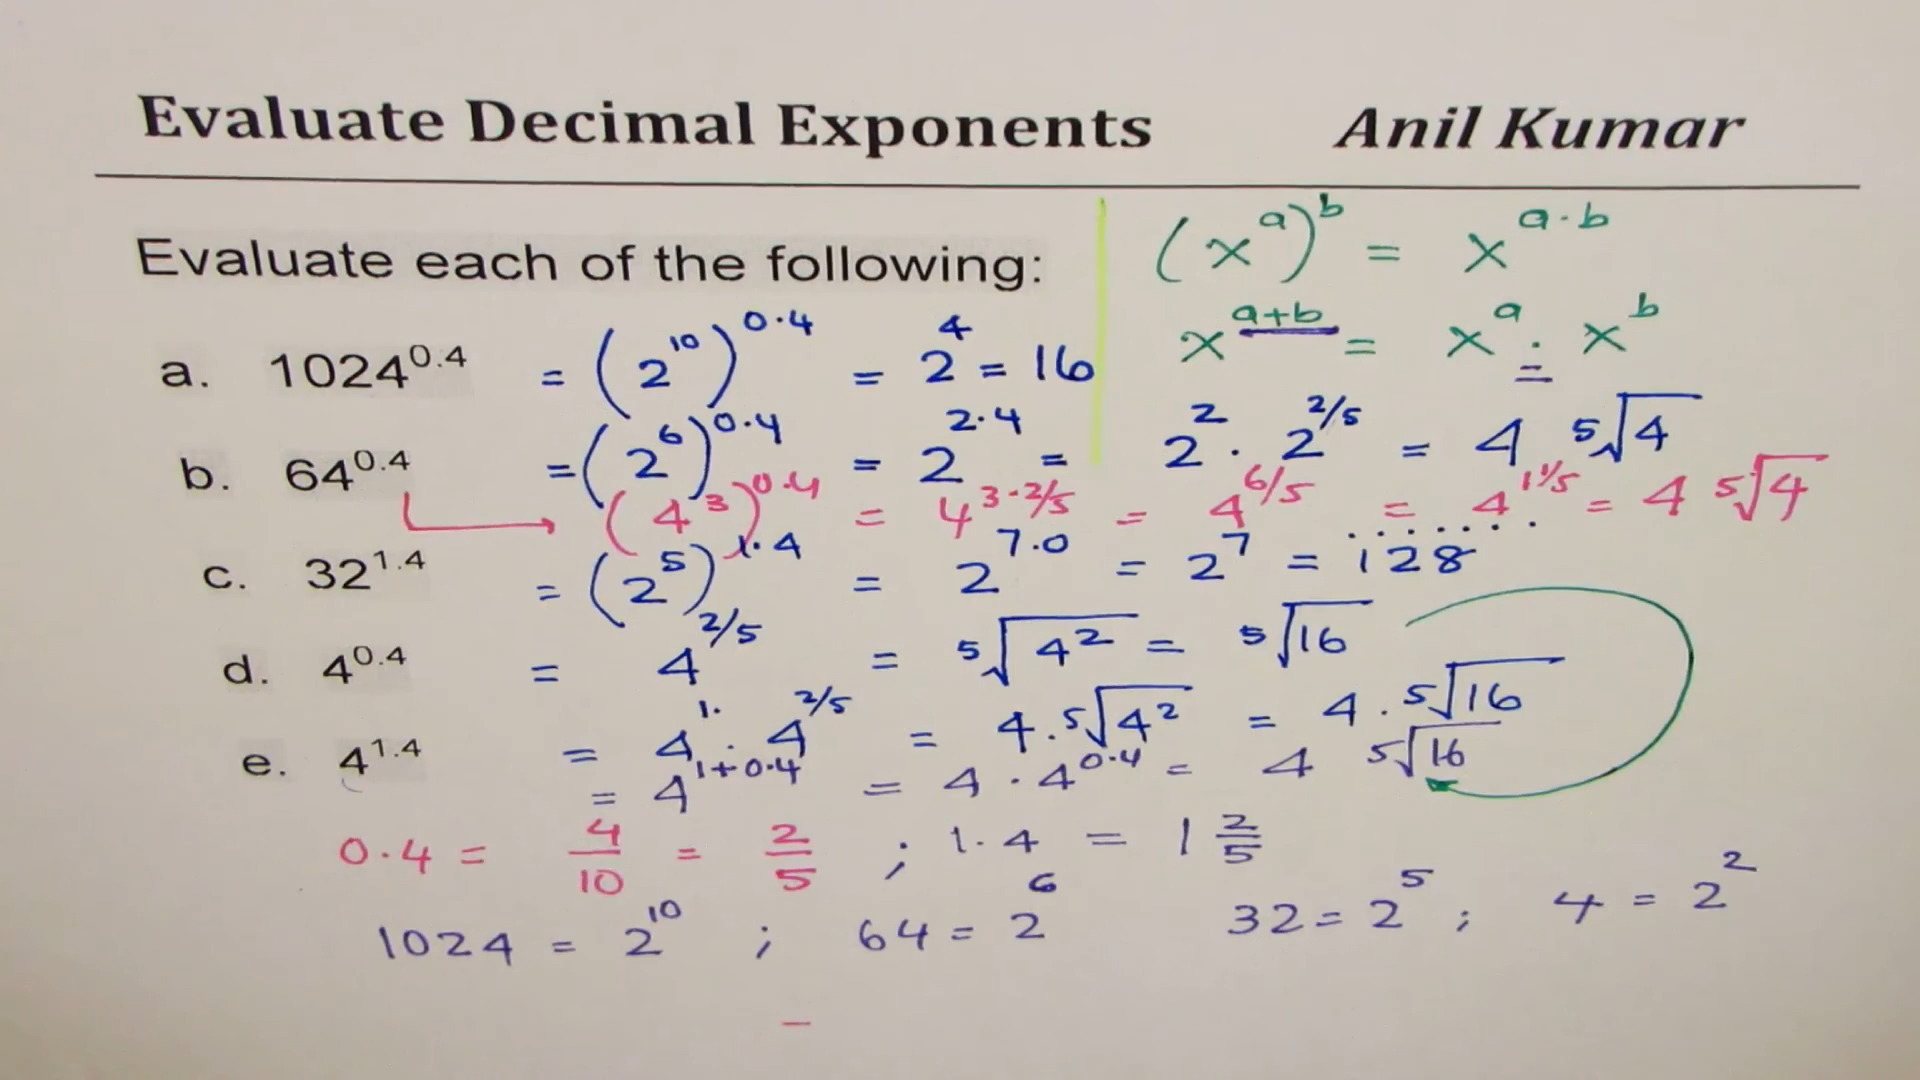 Evaluate Decimal Exponents Anil Kumar
(x^a)^b = x^(a·b)
Evaluate each of the following:
x^(a+b) = x^a · x^b
a. 1024^0.4 = (2^10)^0·4 = 2^4 = 16
b. 64^0.4 = (2^6)^0·4 = 2^2·4 = 2^2 · 2^2/5 = 4 ⁵√4
(4^3)^0·4 = 4^3·2/5 = 4^6/5 = 4^1 1/5 = 4 ⁵√4
c. 32^1.4 = (2^5)^1·4 = 2^7·0 = 2^7 = 128
d. 4^0.4 = 4^2/5 = ⁵√4² = ⁵√16
e. 4^1.4 = 4^1· · 4^2/5 = 4·⁵√4² = 4·⁵√16
= 4^1+0·4 = 4 · 4^0·4 = 4 ⁵√16
0·4 = 4/10 = 2/5 ; 1·4 = 1 2/5
1024 = 2^10 ; 64 = 2^6 32 = 2^5 ; 4 = 2^2